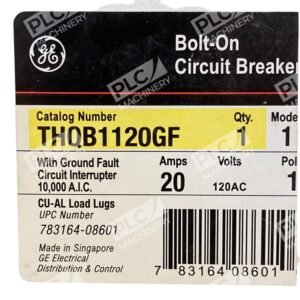 GE
Bolt-On
Circuit Breaker
Catalog Number Qty. Mode
THQB1120GF 1 1
With Ground Fault
Circuit Interrupter
10,000 A.I.C.
Amps Volts Pol
20 120AC 1
CU-AL Load Lugs
UPC Number
783164-08601
Made in Singapore
GE Electrical
Distribution & Control
7 83164 08601
PLC MACHINERY